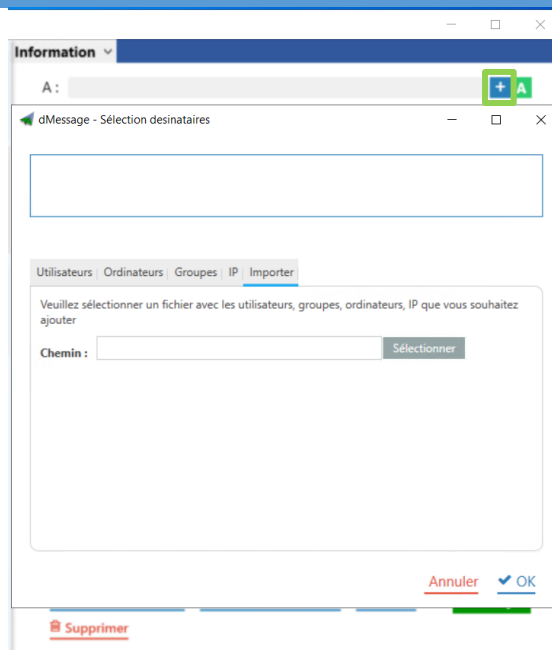 Information
A :
+ A
dMessage - Sélection desinataires
Utilisateurs Ordinateurs Groupes IP Importer
Veuillez sélectionner un fichier avec les utilisateurs, groupes, ordinateurs, IP que vous souhaitez
ajouter
Chemin : Sélectionner
Annuler OK
Supprimer